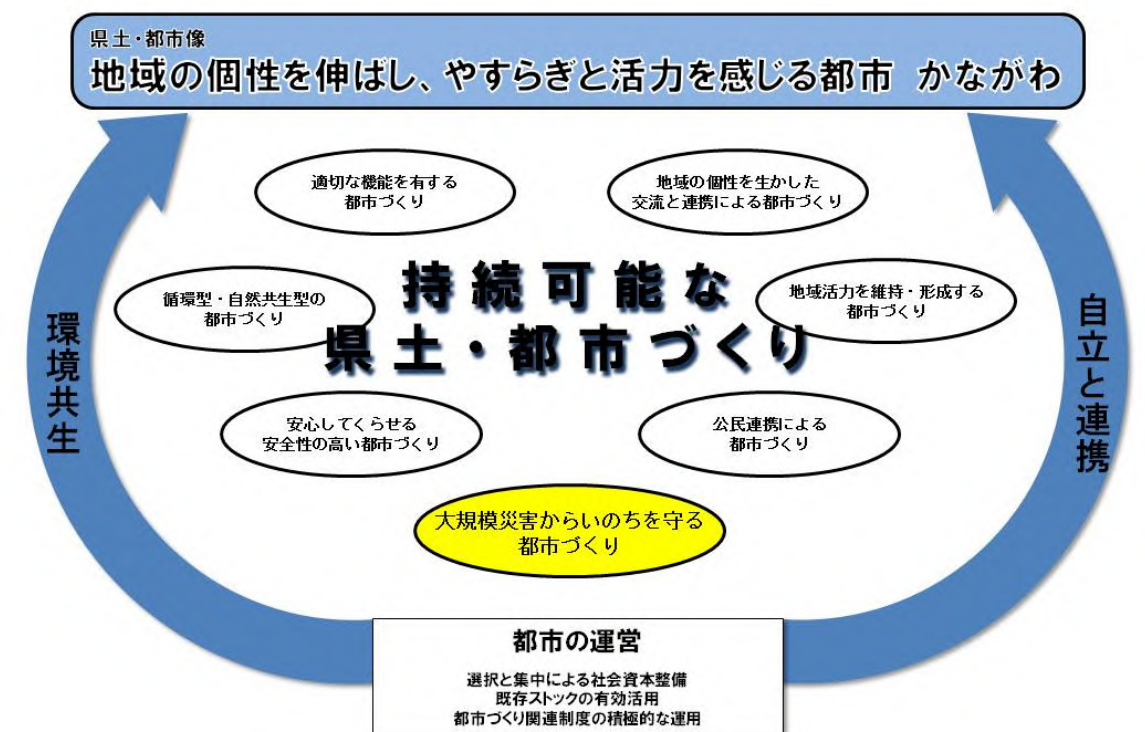 県土・都市像
地域の個性を伸ばし、やすらぎと活力を感じる都市　かながわ
適切な機能を有する
都市づくり
地域の個性を生かした
交流と連携による都市づくり
持続可能な
県土・都市づくり
循環型・自然共生型の
都市づくり
地域活力を維持・形成する
都市づくり
環境共生
自立と連携
安心してくらせる
安全性の高い都市づくり
公民連携による
都市づくり
大規模災害からいのちを守る
都市づくり
都市の運営
選択と集中による社会資本整備
既存ストックの有効活用
都市づくり関連制度の積極的な運用